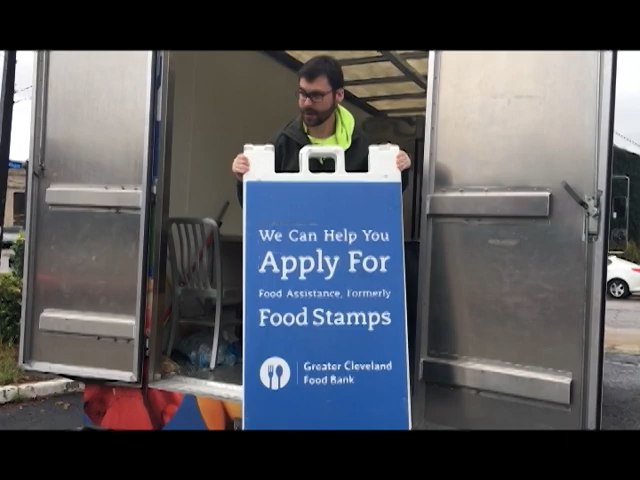 We Can Help You
Apply For
Food Assistance, Formerly
Food Stamps
Greater Cleveland
Food Bank